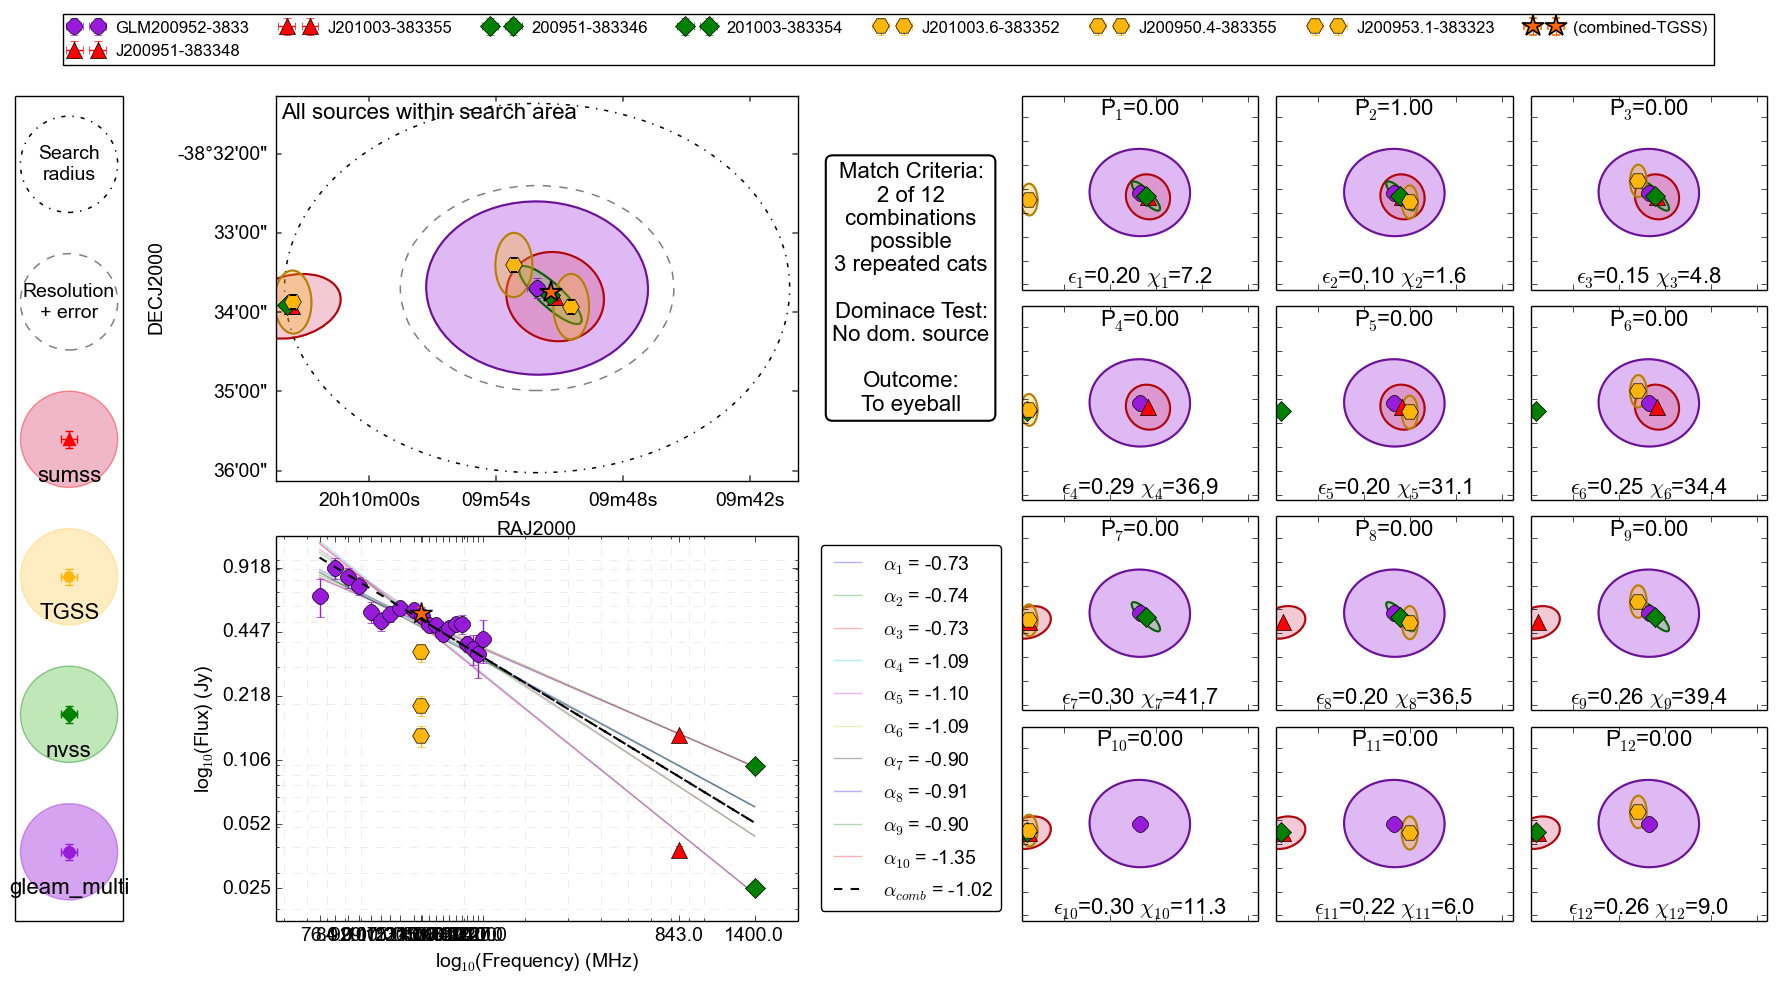 GLM200952-3833 J201003-383355 200951-383346 201003-383354 J201003.6-383352 J200950.4-383355 J200953.1-383323 (combined-TGSS)
J200951-383348
Search
radius
Resolution
+ error
sumss
TGSS
nvss
gleam_multi
All sources within search area
DECJ2000
-38°32'00"
33'00"
34'00"
35'00"
36'00"
20h10m00s 09m54s 09m48s 09m42s
RAJ2000
Match Criteria:
2 of 12
combinations
possible
3 repeated cats
Dominace Test:
No dom. source
Outcome:
To eyeball
log₁₀(Flux) (Jy)
0.918
0.447
0.218
0.106
0.052
0.025
843.0 1400.0
log₁₀(Frequency) (MHz)
α₁ = -0.73
α₂ = -0.74
α₃ = -0.73
α₄ = -1.09
α₅ = -1.10
α₆ = -1.09
α₇ = -0.90
α₈ = -0.91
α₉ = -0.90
α₁₀ = -1.35
α_comb = -1.02
P₁=0.00
ϵ₁=0.20 χ₁=7.2
P₂=1.00
ϵ₂=0.10 χ₂=1.6
P₃=0.00
ϵ₃=0.15 χ₃=4.8
P₄=0.00
ϵ₄=0.29 χ₄=36.9
P₅=0.00
ϵ₅=0.20 χ₅=31.1
P₆=0.00
ϵ₆=0.25 χ₆=34.4
P₇=0.00
ϵ₇=0.30 χ₇=41.7
P₈=0.00
ϵ₈=0.20 χ₈=36.5
P₉=0.00
ϵ₉=0.26 χ₉=39.4
P₁₀=0.00
ϵ₁₀=0.30 χ₁₀=11.3
P₁₁=0.00
ϵ₁₁=0.22 χ₁₁=6.0
P₁₂=0.00
ϵ₁₂=0.26 χ₁₂=9.0